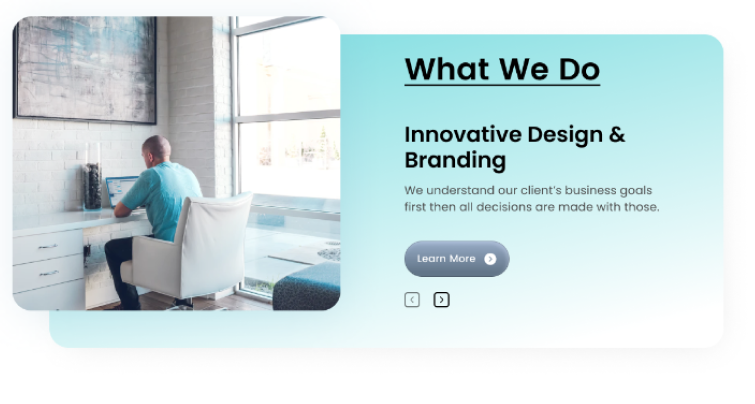 What We Do
Innovative Design &
Branding
We understand our client's business goals
first then all decisions are made with those.
Learn More